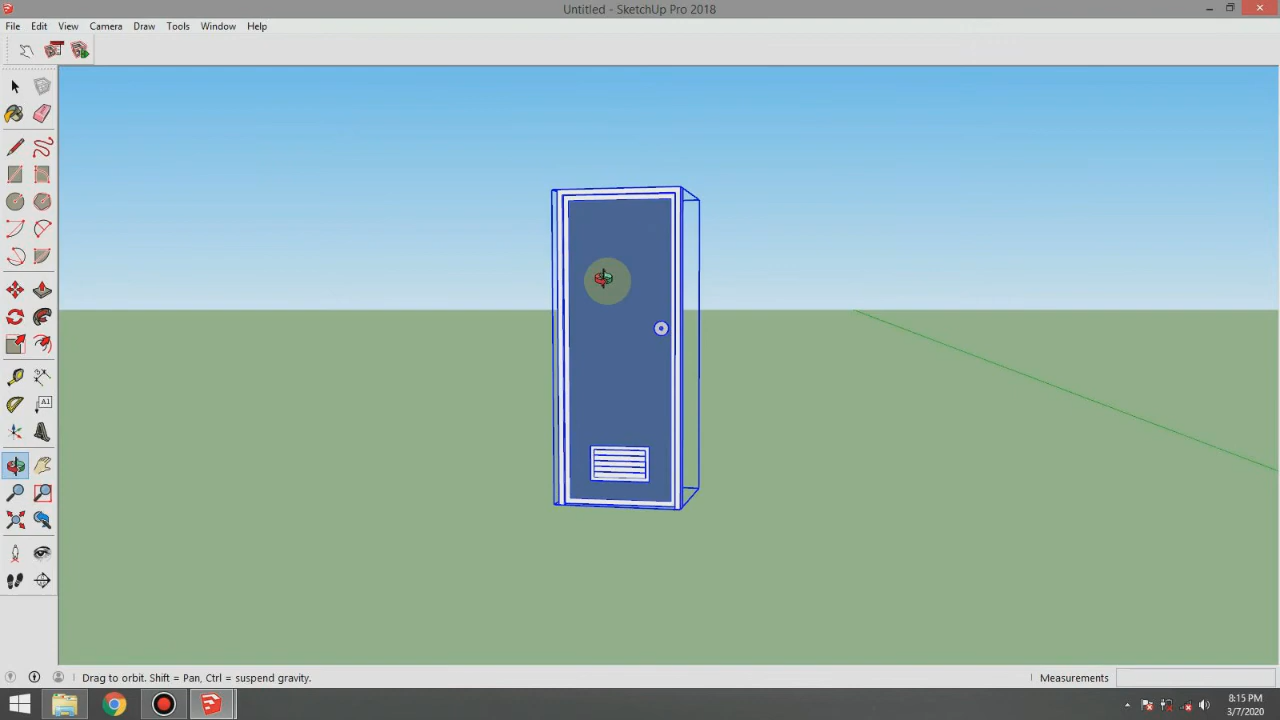 Untitled - SketchUp Pro 2018
File Edit View Camera Draw Tools Window Help
A1
Drag to orbit. Shift = Pan, Ctrl = suspend gravity.
Measurements
8:15 PM
3/7/2020